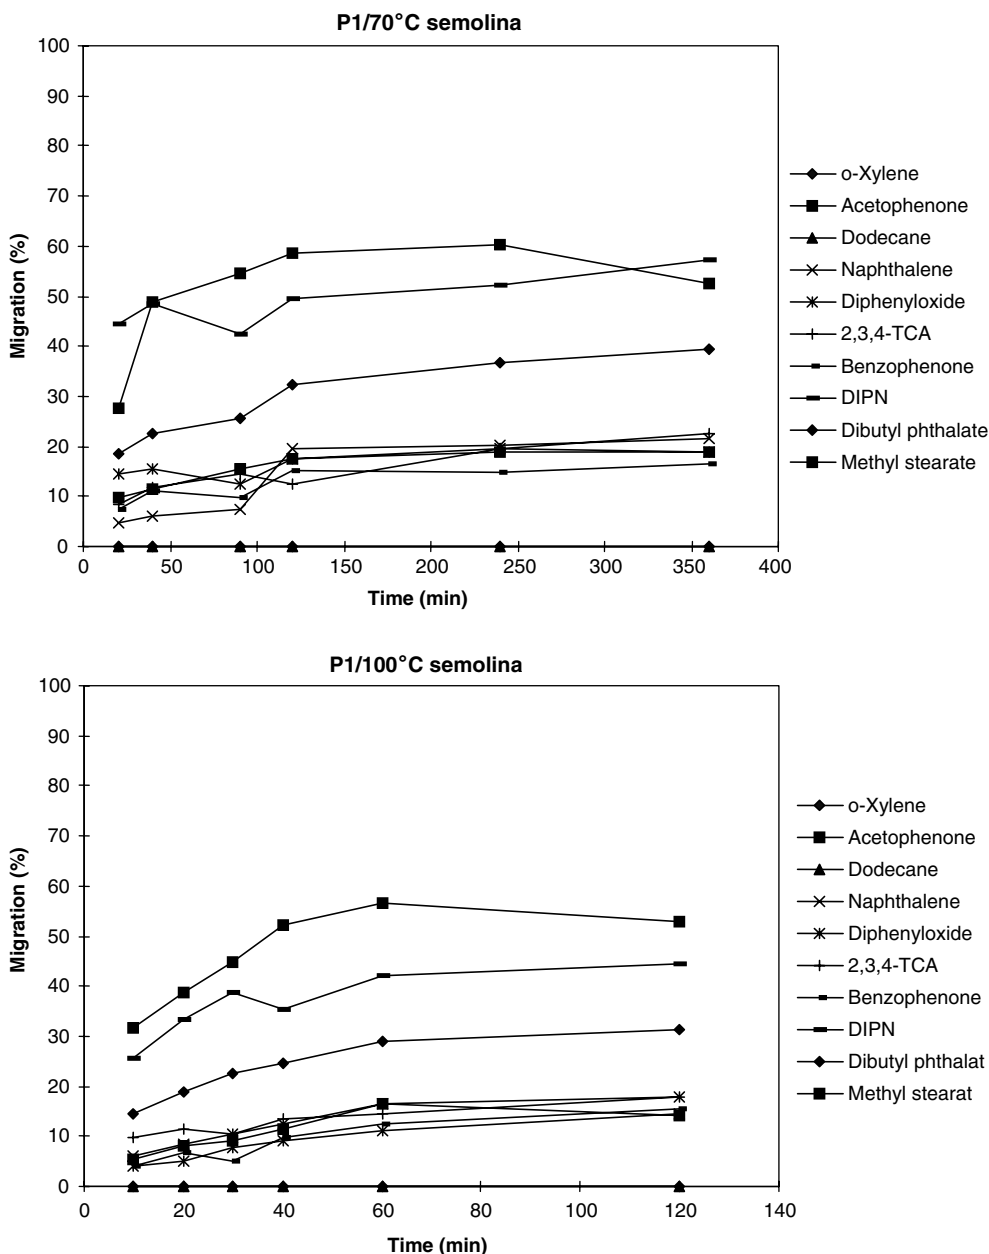 P1/70°C semolina
100
90
80
70
60
50
40
30
20
10
0
Migration (%)
0 50 100 150 200 250 300 350 400
Time (min)
o-Xylene
Acetophenone
Dodecane
Naphthalene
Diphenyloxide
2,3,4-TCA
Benzophenone
DIPN
Dibutyl phthalate
Methyl stearate
P1/100°C semolina
100
90
80
70
60
50
40
30
20
10
0
Migration (%)
0 20 40 60 80 100 120 140
Time (min)
o-Xylene
Acetophenone
Dodecane
Naphthalene
Diphenyloxide
2,3,4-TCA
Benzophenone
DIPN
Dibutyl phthalat
Methyl stearat